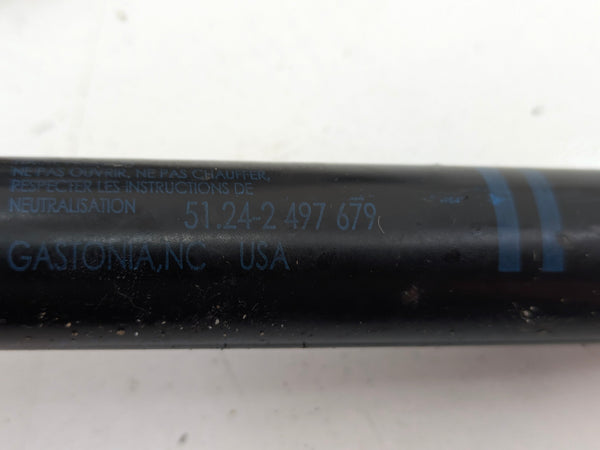 NE PAS OUVRIR, NE PAS CHAUFFER,
RESPECTER LES INSTRUCTIONS DE
NEUTRALISATION
51.24-2 497 679
GASTONIA, NC USA